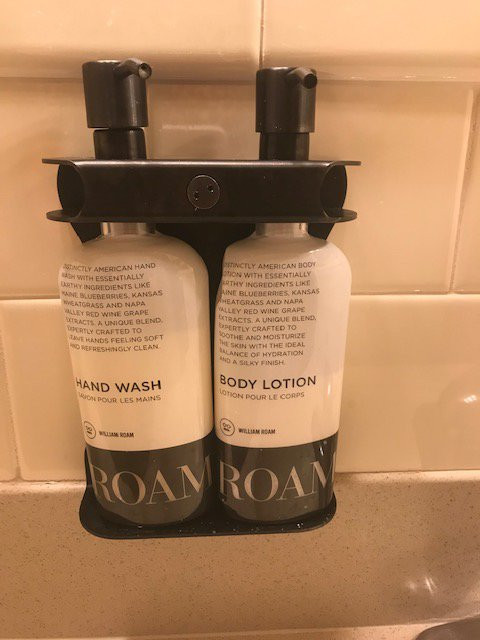 HAND
WASH WITH ESSENTIALLY
EARTHY INGREDIENTS LIKE
MAINE BLUEBERRIES, KANSAS
WHEATGRASS AND NAPA
VALLEY RED WINE GRAPE
EXTRACTS. A UNIQUE BLEND,
EXPERTLY CRAFTED TO
LEAVE HANDS FEELING SOFT
AND REFRESHINGLY CLEAN.
HAND WASH
SAVON POUR LES MAINS
WILLIAM ROAM
ROAM
DISTINCTLY AMERICAN BODY
LOTION WITH ESSENTIALLY
EARTHY INGREDIENTS LIKE
MAINE BLUEBERRIES, KANSAS
WHEATGRASS AND NAPA
VALLEY RED WINE GRAPE
EXTRACTS. A UNIQUE BLEND,
EXPERTLY CRAFTED TO
SOOTHE AND MOISTURIZE
THE SKIN WITH THE IDEAL
BALANCE OF HYDRATION
AND A SILKY FINISH.
BODY LOTION
LOTION POUR LE CORPS
WILLIAM ROAM
ROAM